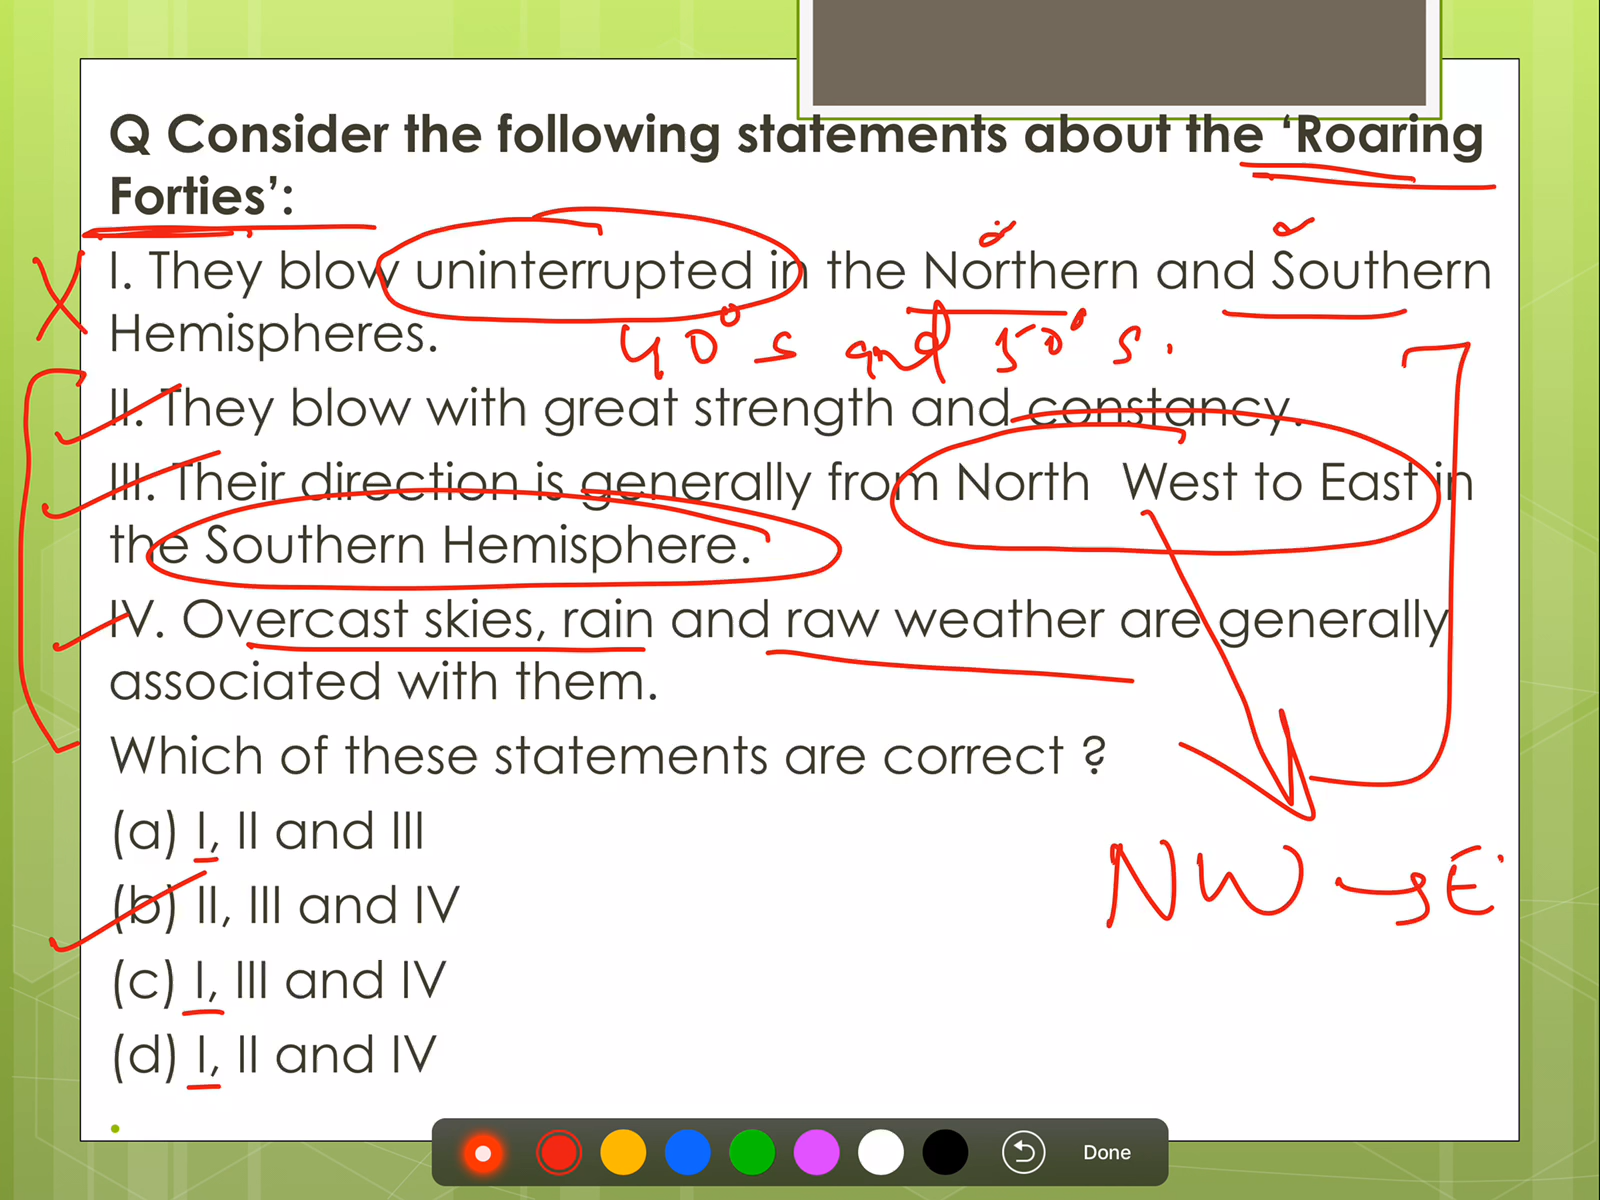 Q Consider the following statements about the ‘Roaring
Forties’:
I. They blow uninterrupted in the Northern and Southern
Hemispheres.
40° S and 50° S.
II. They blow with great strength and constancy.
III. Their direction is generally from North West to East in
the Southern Hemisphere.
IV. Overcast skies, rain and raw weather are generally
associated with them.
Which of these statements are correct ?
(a) I, II and III
NW → E
(b) II, III and IV
(c) I, III and IV
(d) I, II and IV
Done